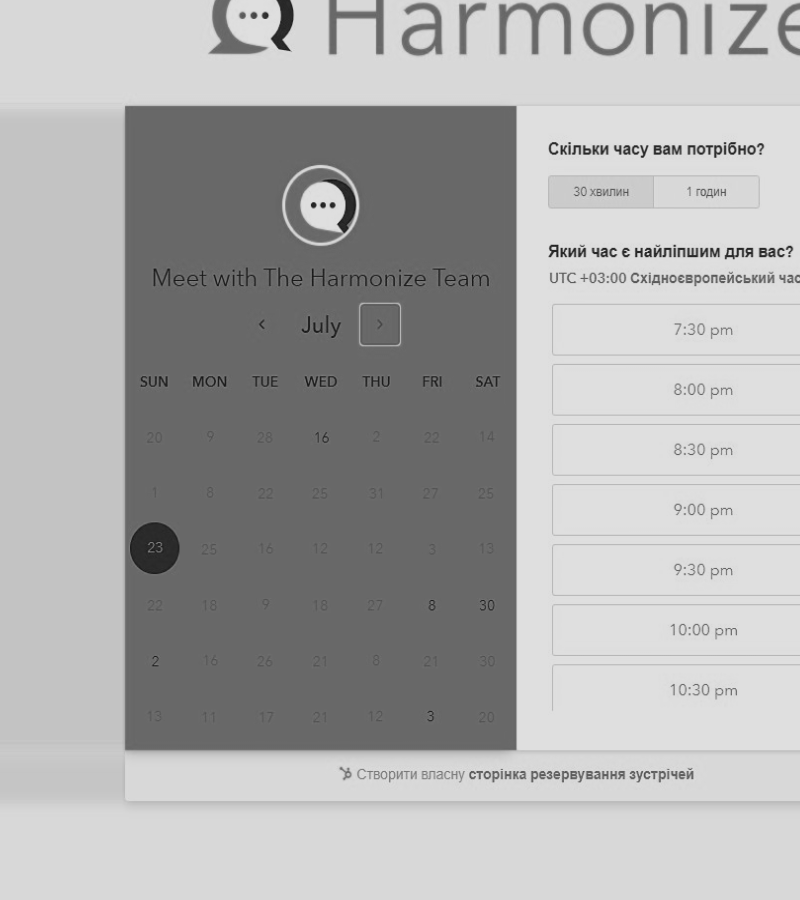 Harmonize
Meet with The Harmonize Team
July
SUN MON TUE WED THU FRI SAT
20 9 28 16 2 22 14
1 8 22 25 31 27 25
23 25 16 12 12 3 13
22 18 9 18 27 8 30
2 16 26 21 8 21 30
13 11 17 21 12 3 20
Скільки часу вам потрібно?
30 хвилин 1 годин
Який час є найліпшим для вас?
UTC +03:00 Східноєвропейський час
7:30 pm
8:00 pm
8:30 pm
9:00 pm
9:30 pm
10:00 pm
10:30 pm
Створити власну сторінка резервування зустрічей